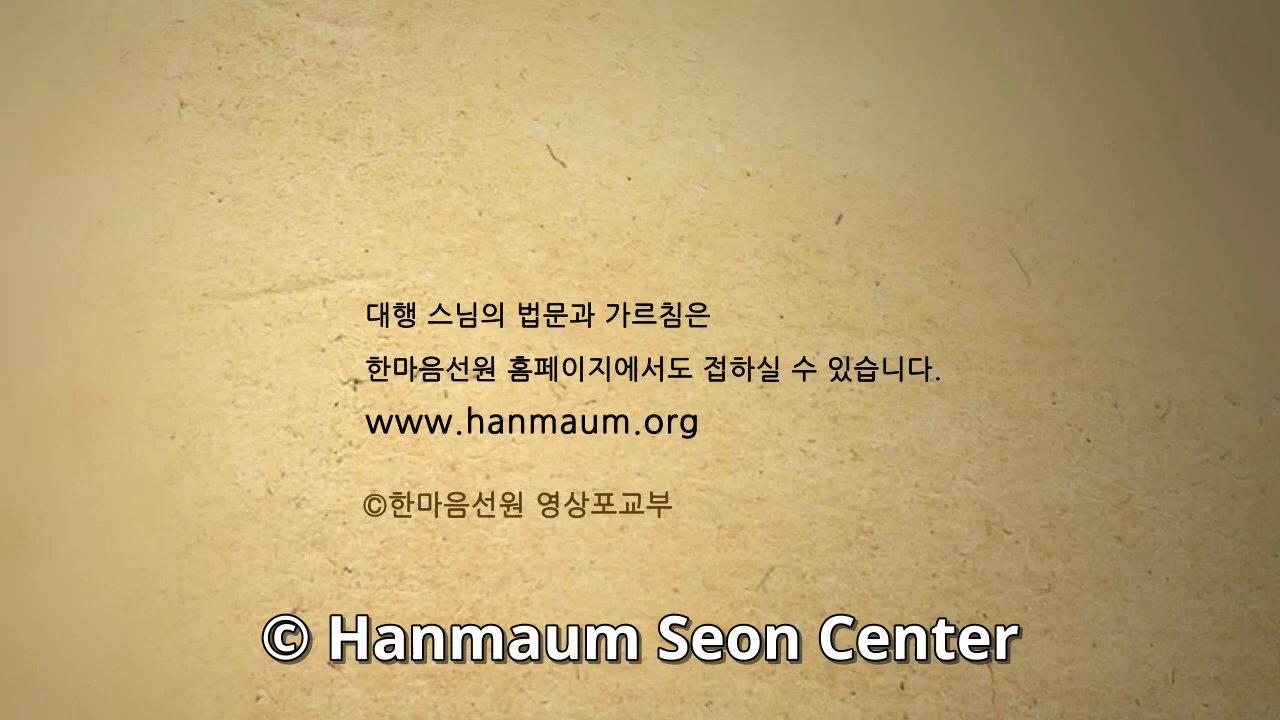 대행 스님의 법문과 가르침은
한마음선원 홈페이지에서도 접하실 수 있습니다.
www.hanmaum.org
©한마음선원 영상포교부
© Hanmaum Seon Center